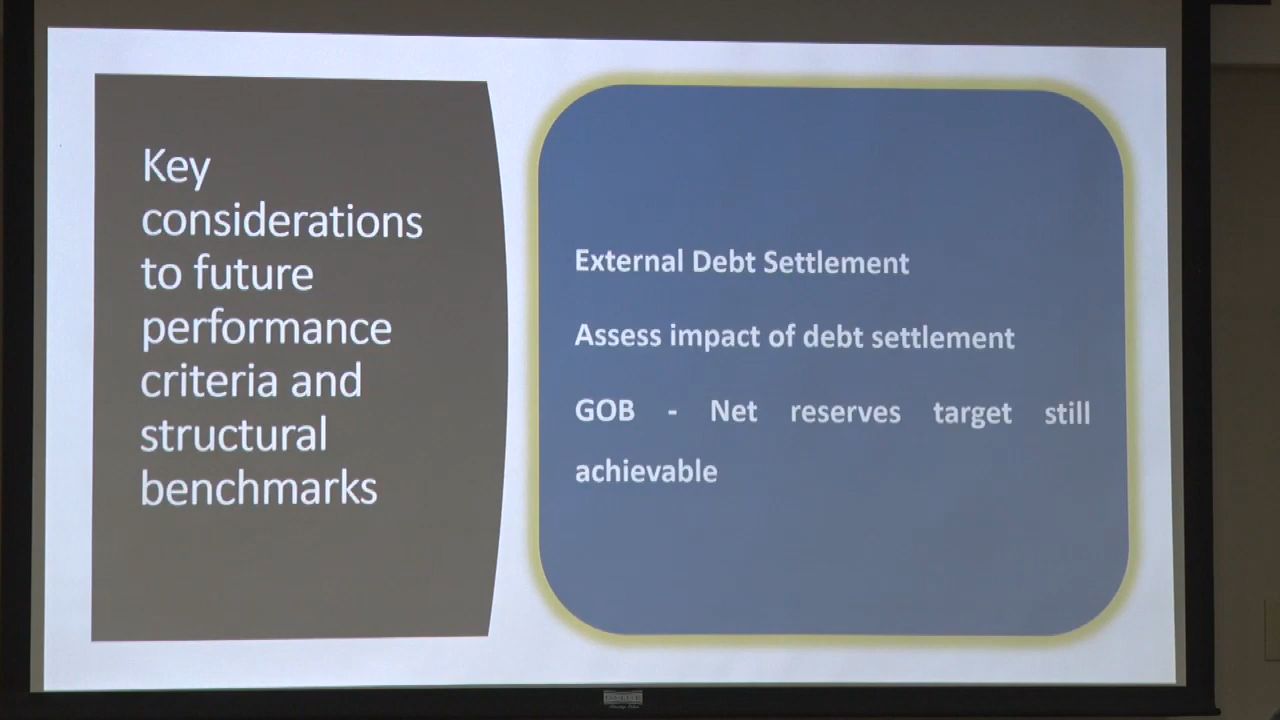 Key
considerations
to future
performance
criteria and
structural
benchmarks
External Debt Settlement
Assess impact of debt settlement
GOB - Net reserves target still
achievable